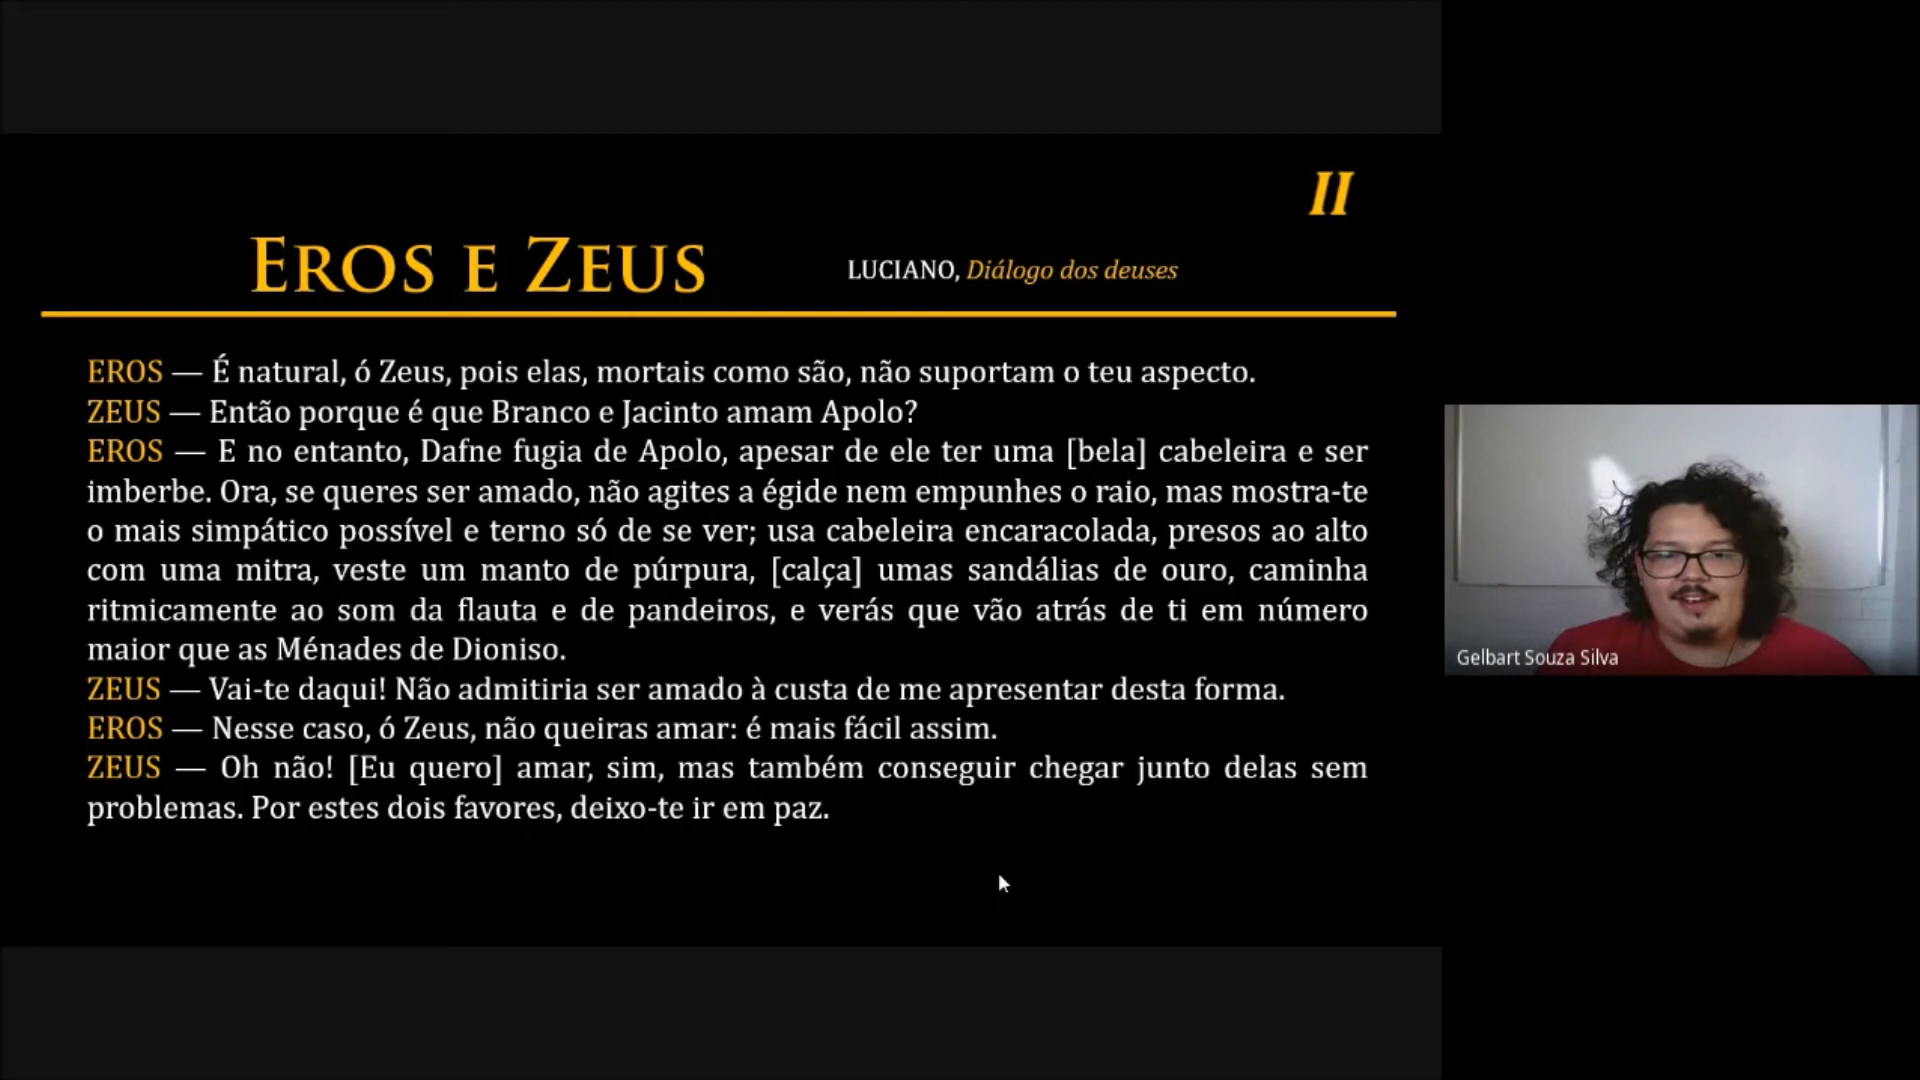 II
EROS E ZEUS
LUCIANO, Diálogo dos deuses
EROS — É natural, ó Zeus, pois elas, mortais como são, não suportam o teu aspecto.
ZEUS — Então porque é que Branco e Jacinto amam Apolo?
EROS — E no entanto, Dafne fugia de Apolo, apesar de ele ter uma [bela] cabeleira e ser
imberbe. Ora, se queres ser amado, não agites a égide nem empunhes o raio, mas mostra-te
o mais simpático possível e terno só de se ver; usa cabeleira encaracolada, presos ao alto
com uma mitra, veste um manto de púrpura, [calça] umas sandálias de ouro, caminha
ritmicamente ao som da flauta e de pandeiros, e verás que vão atrás de ti em número
maior que as Ménades de Dioniso.
ZEUS — Vai-te daqui! Não admitiria ser amado à custa de me apresentar desta forma.
EROS — Nesse caso, ó Zeus, não queiras amar: é mais fácil assim.
ZEUS — Oh não! [Eu quero] amar, sim, mas também conseguir chegar junto delas sem
problemas. Por estes dois favores, deixo-te ir em paz.
Gelbart Souza Silva